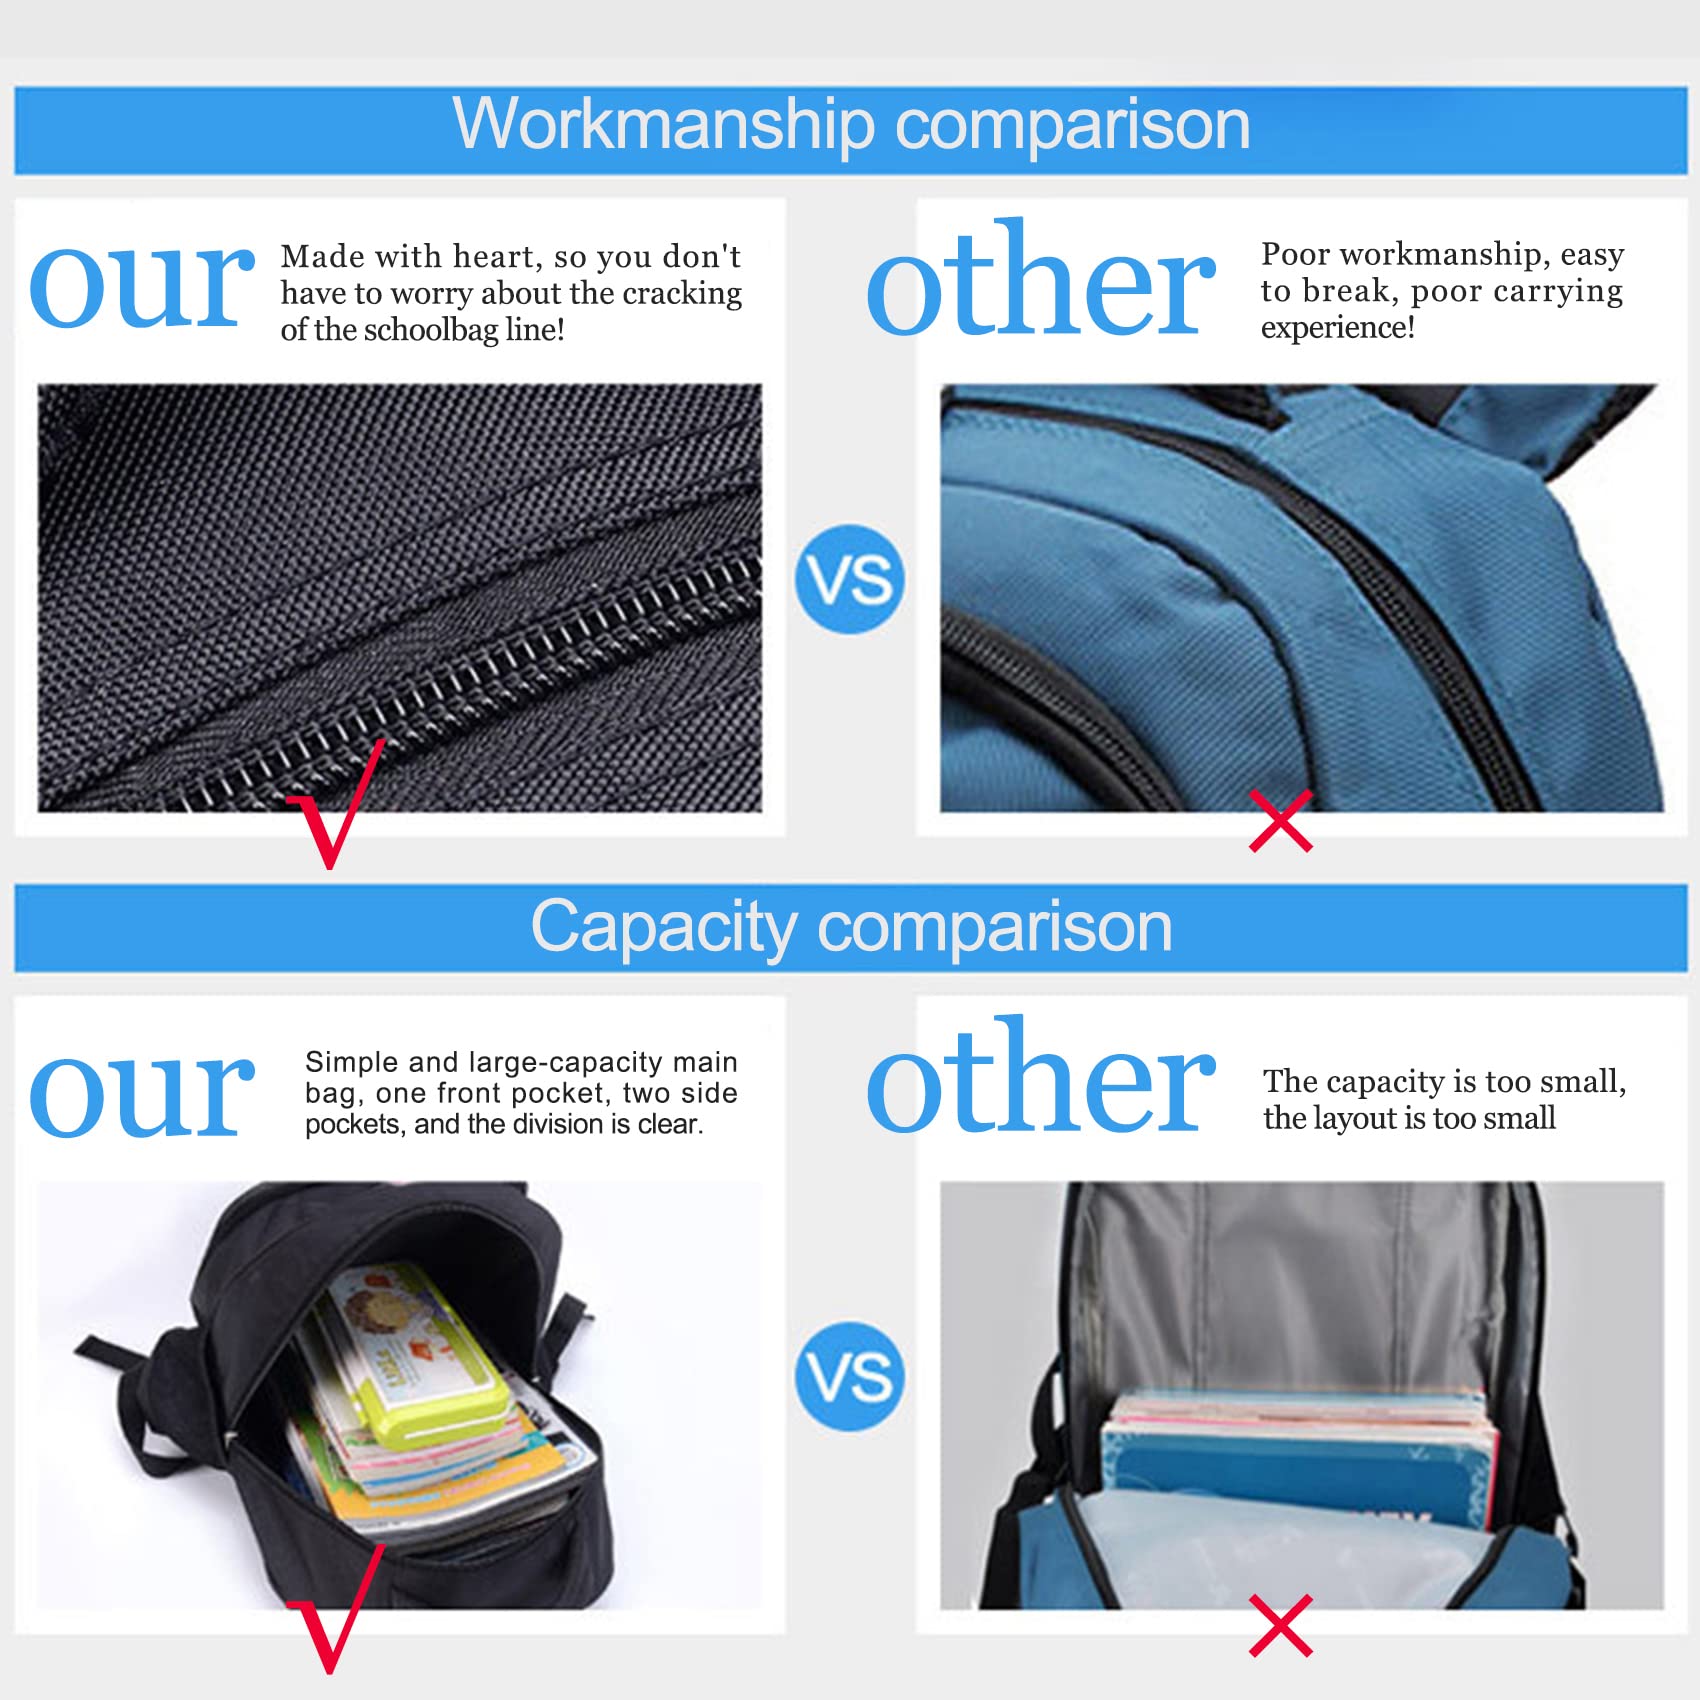 Workmanship comparison
our
Made with heart, so you don't
have to worry about the cracking
of the schoolbag line!
other
Poor workmanship, easy
to break, poor carrying
experience!
VS
Capacity comparison
our
Simple and large-capacity main
bag, one front pocket, two side
pockets, and the division is clear.
other
The capacity is too small,
the layout is too small
VS